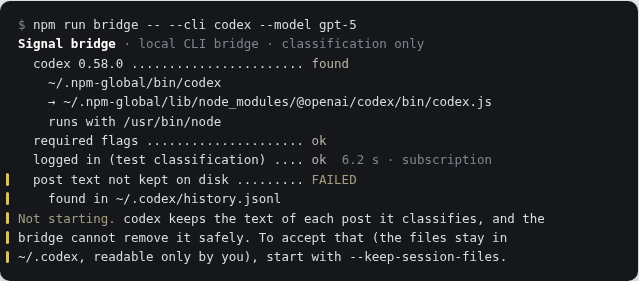 $ npm run bridge -- --cli codex --model gpt-5
Signal bridge · local CLI bridge · classification only
codex 0.58.0 ....................... found
~/.npm-global/bin/codex
→ ~/.npm-global/lib/node_modules/@openai/codex/bin/codex.js
runs with /usr/bin/node
required flags ..................... ok
logged in (test classification) .... ok 6.2 s · subscription
post text not kept on disk ......... FAILED
found in ~/.codex/history.jsonl
Not starting. codex keeps the text of each post it classifies, and the
bridge cannot remove it safely. To accept that (the files stay in
~/.codex, readable only by you), start with --keep-session-files.